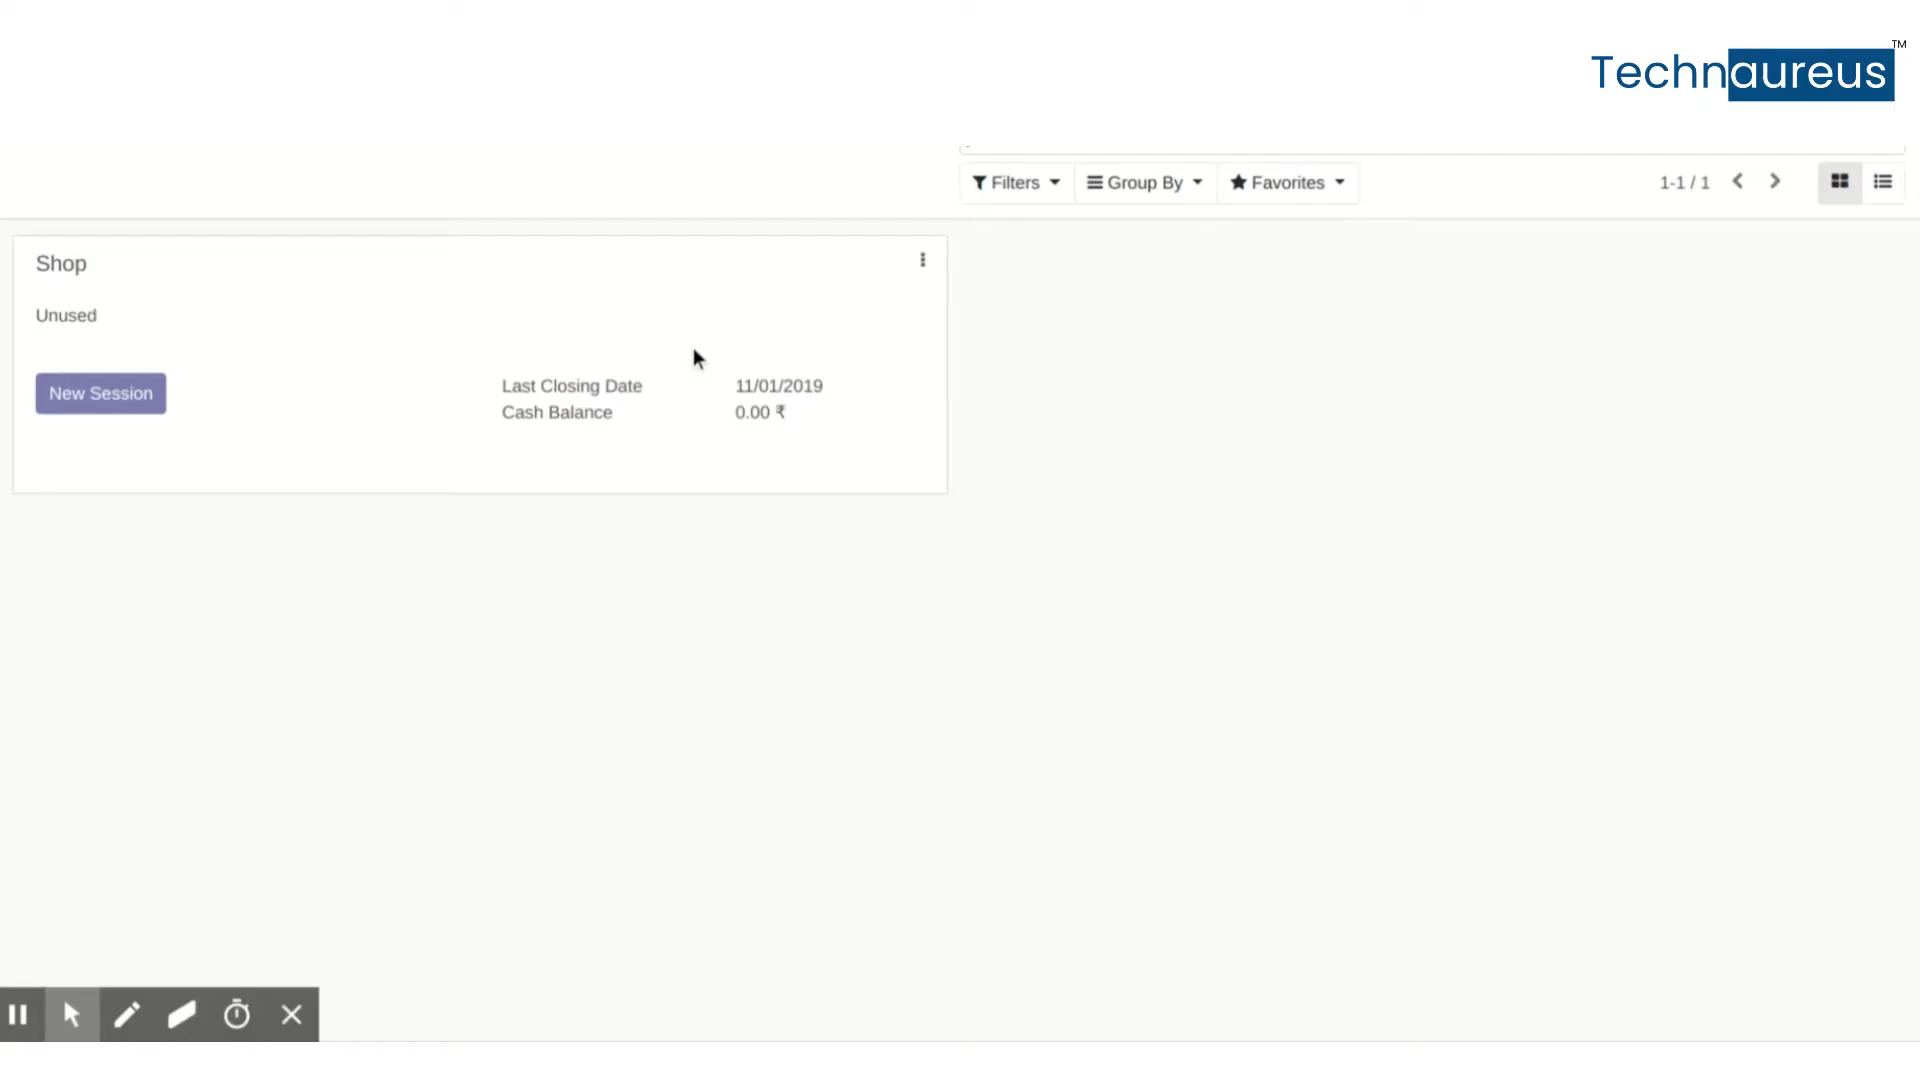 Technaureus™
Filters Group By Favorites 1-1 / 1
Shop
Unused
New Session
Last Closing Date 11/01/2019
Cash Balance 0.00 ₹